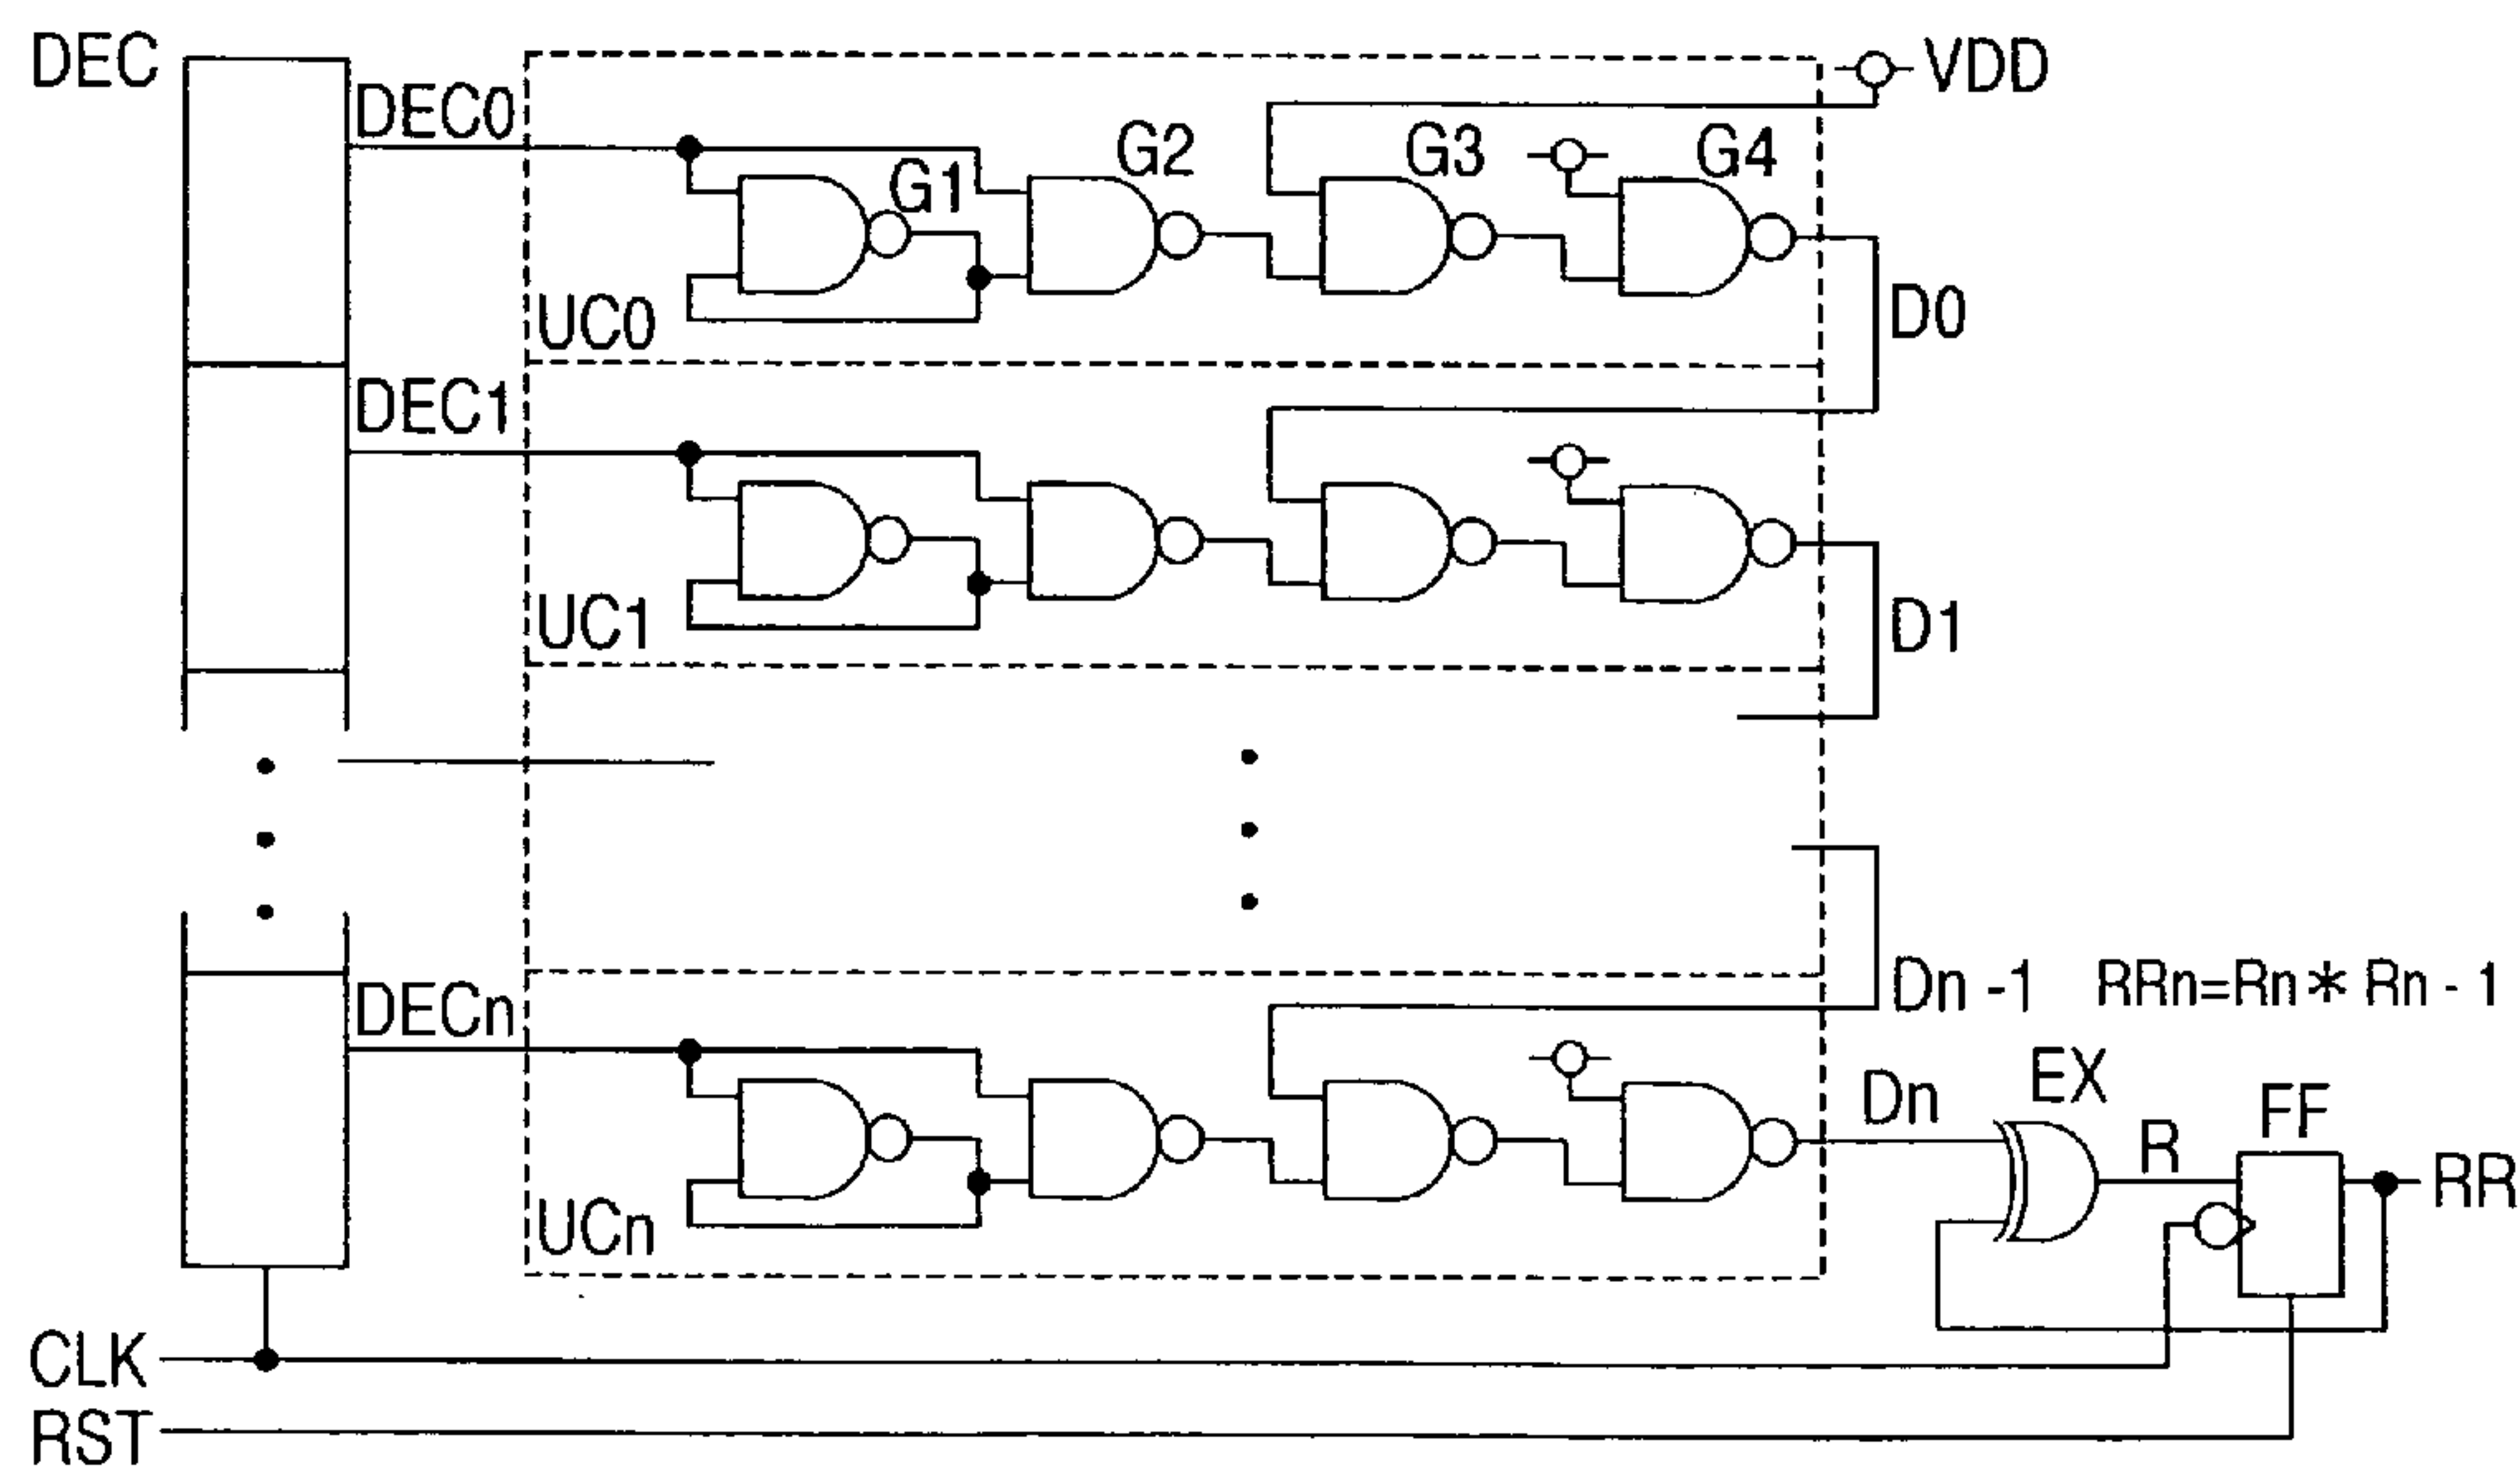 DEC
DEC0
VDD
G1
G2
G3
G4
UC0
D0
DEC1
UC1
D1
DECn
Dn-1
RRn=Rn * Rn-1
UCn
Dn
EX
R
FF
RR
CLK
RST